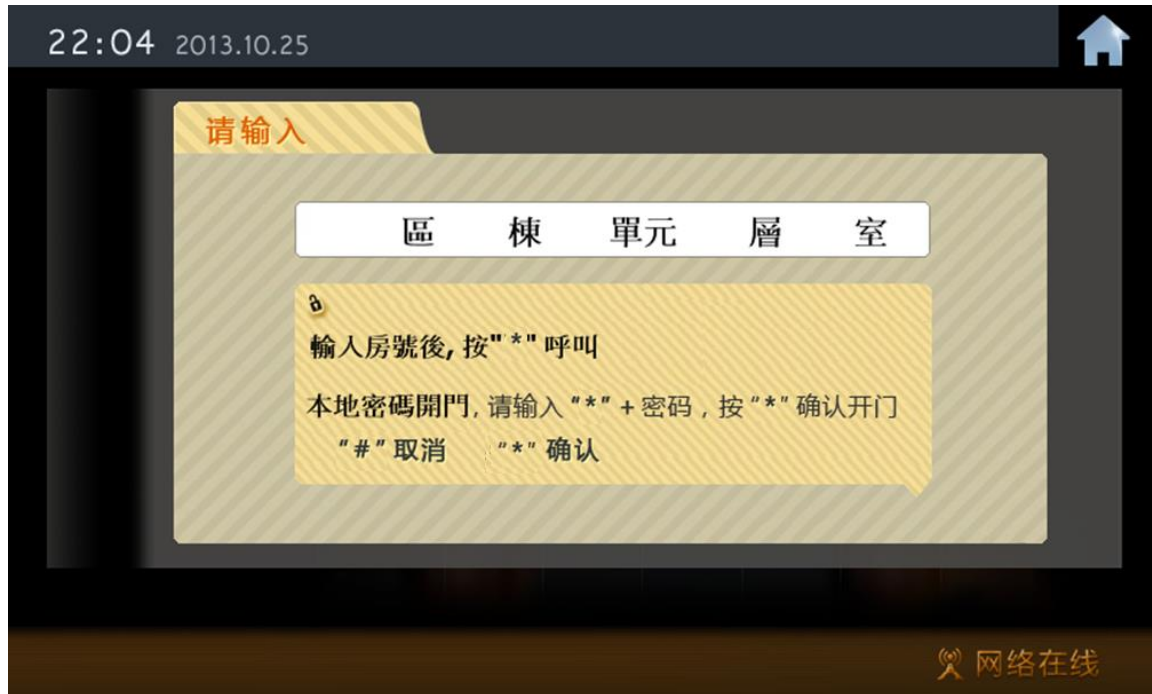 22:04 2013.10.25
请输入
區 棟 單元 層 室
輸入房號後, 按"*" 呼叫
本地密碼開門, 请输入 "*" + 密码 , 按 "*" 确认开门
"#" 取消 "*" 确认
网络在线